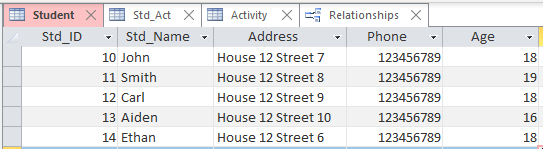 Student Std_Act Activity Relationships
Std_ID Std_Name Address Phone Age
10 John House 12 Street 7 123456789 18
11 Smith House 12 Street 8 123456789 19
12 Carl House 12 Street 9 123456789 18
13 Aiden House 12 Street 10 123456789 16
14 Ethan House 12 Street 6 123456789 18